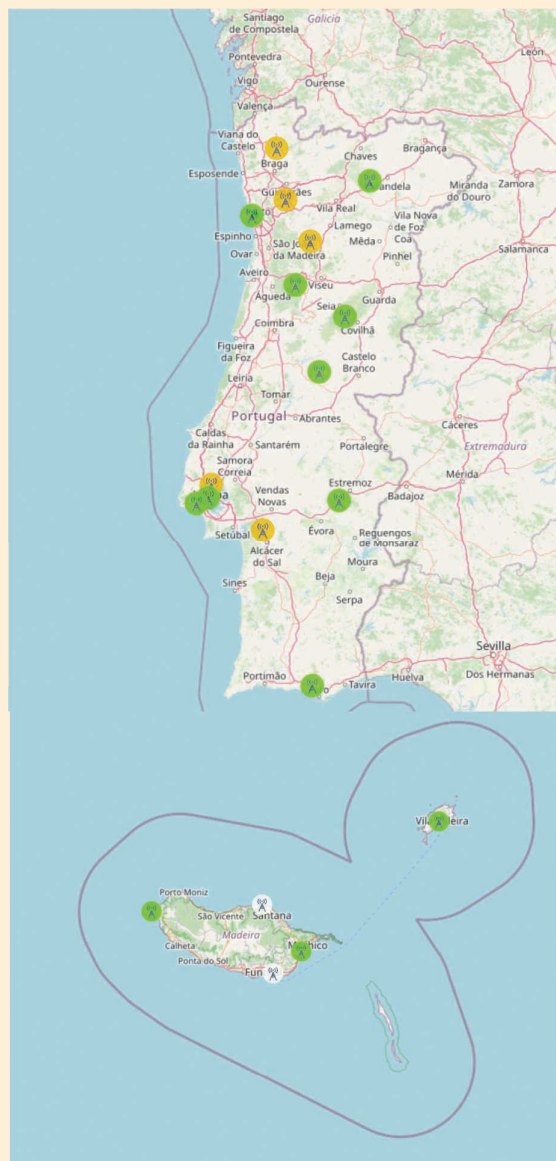 Santiago
de Compostela
Galicia
León
Pontevedra
Ourense
Vigo
Valença
Viana do
Castelo
Braga
Chaves
Bragança
Esposende
Miranda
do Douro
Zamora
Vila Real
Vila Nova
de Foz
Coa
Lamego
Espinho
Mêda
Salamanca
Ovar
da Madeira
Pinhel
Aveiro
Viseu
Águeda
Seia
Guarda
Coimbra
Covilhã
Figueira
da Foz
Castelo
Branco
Leiria
Tomar
Portugal
Abrantes
Cáceres
Caldas
da Rainha
Santarém
Portalegre
Extremadura
Samora
Correia
Mérida
Estremoz
Badajoz
Vendas
Novas
Setúbal
Évora
Reguengos
de Monsaraz
Alcácer
do Sal
Moura
Sines
Beja
Serpa
Sevilla
Portimão
Tavira
Huelva
Dos Hermanas
Porto Moniz
São Vicente
Santana
Madeira
Calheta
Ponta do Sol